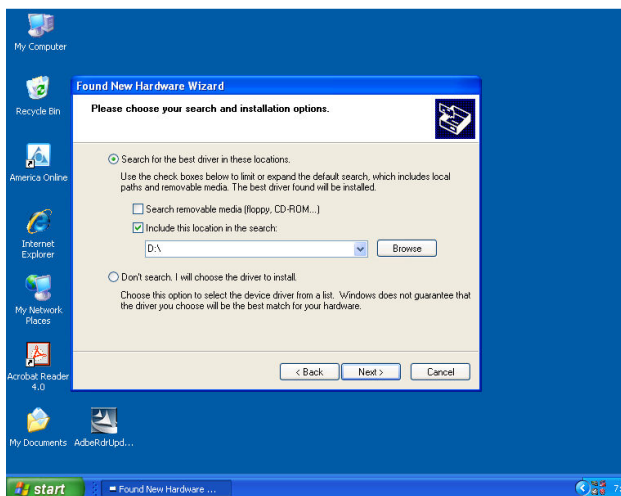 My Computer
Recycle Bin
America Online
Internet
Explorer
My Network
Places
Acrobat Reader
4.0
My Documents
AdbeRdrUpd...
Found New Hardware Wizard
Please choose your search and installation options.
Search for the best driver in these locations.
Use the check boxes below to limit or expand the default search, which includes local
paths and removable media. The best driver found will be installed.
Search removable media (floppy, CD-ROM...)
Include this location in the search:
D:\
Browse
Don't search. I will choose the driver to install.
Choose this option to select the device driver from a list. Windows does not guarantee that
the driver you choose will be the best match for your hardware.
< Back
Next >
Cancel
start
Found New Hardware ...